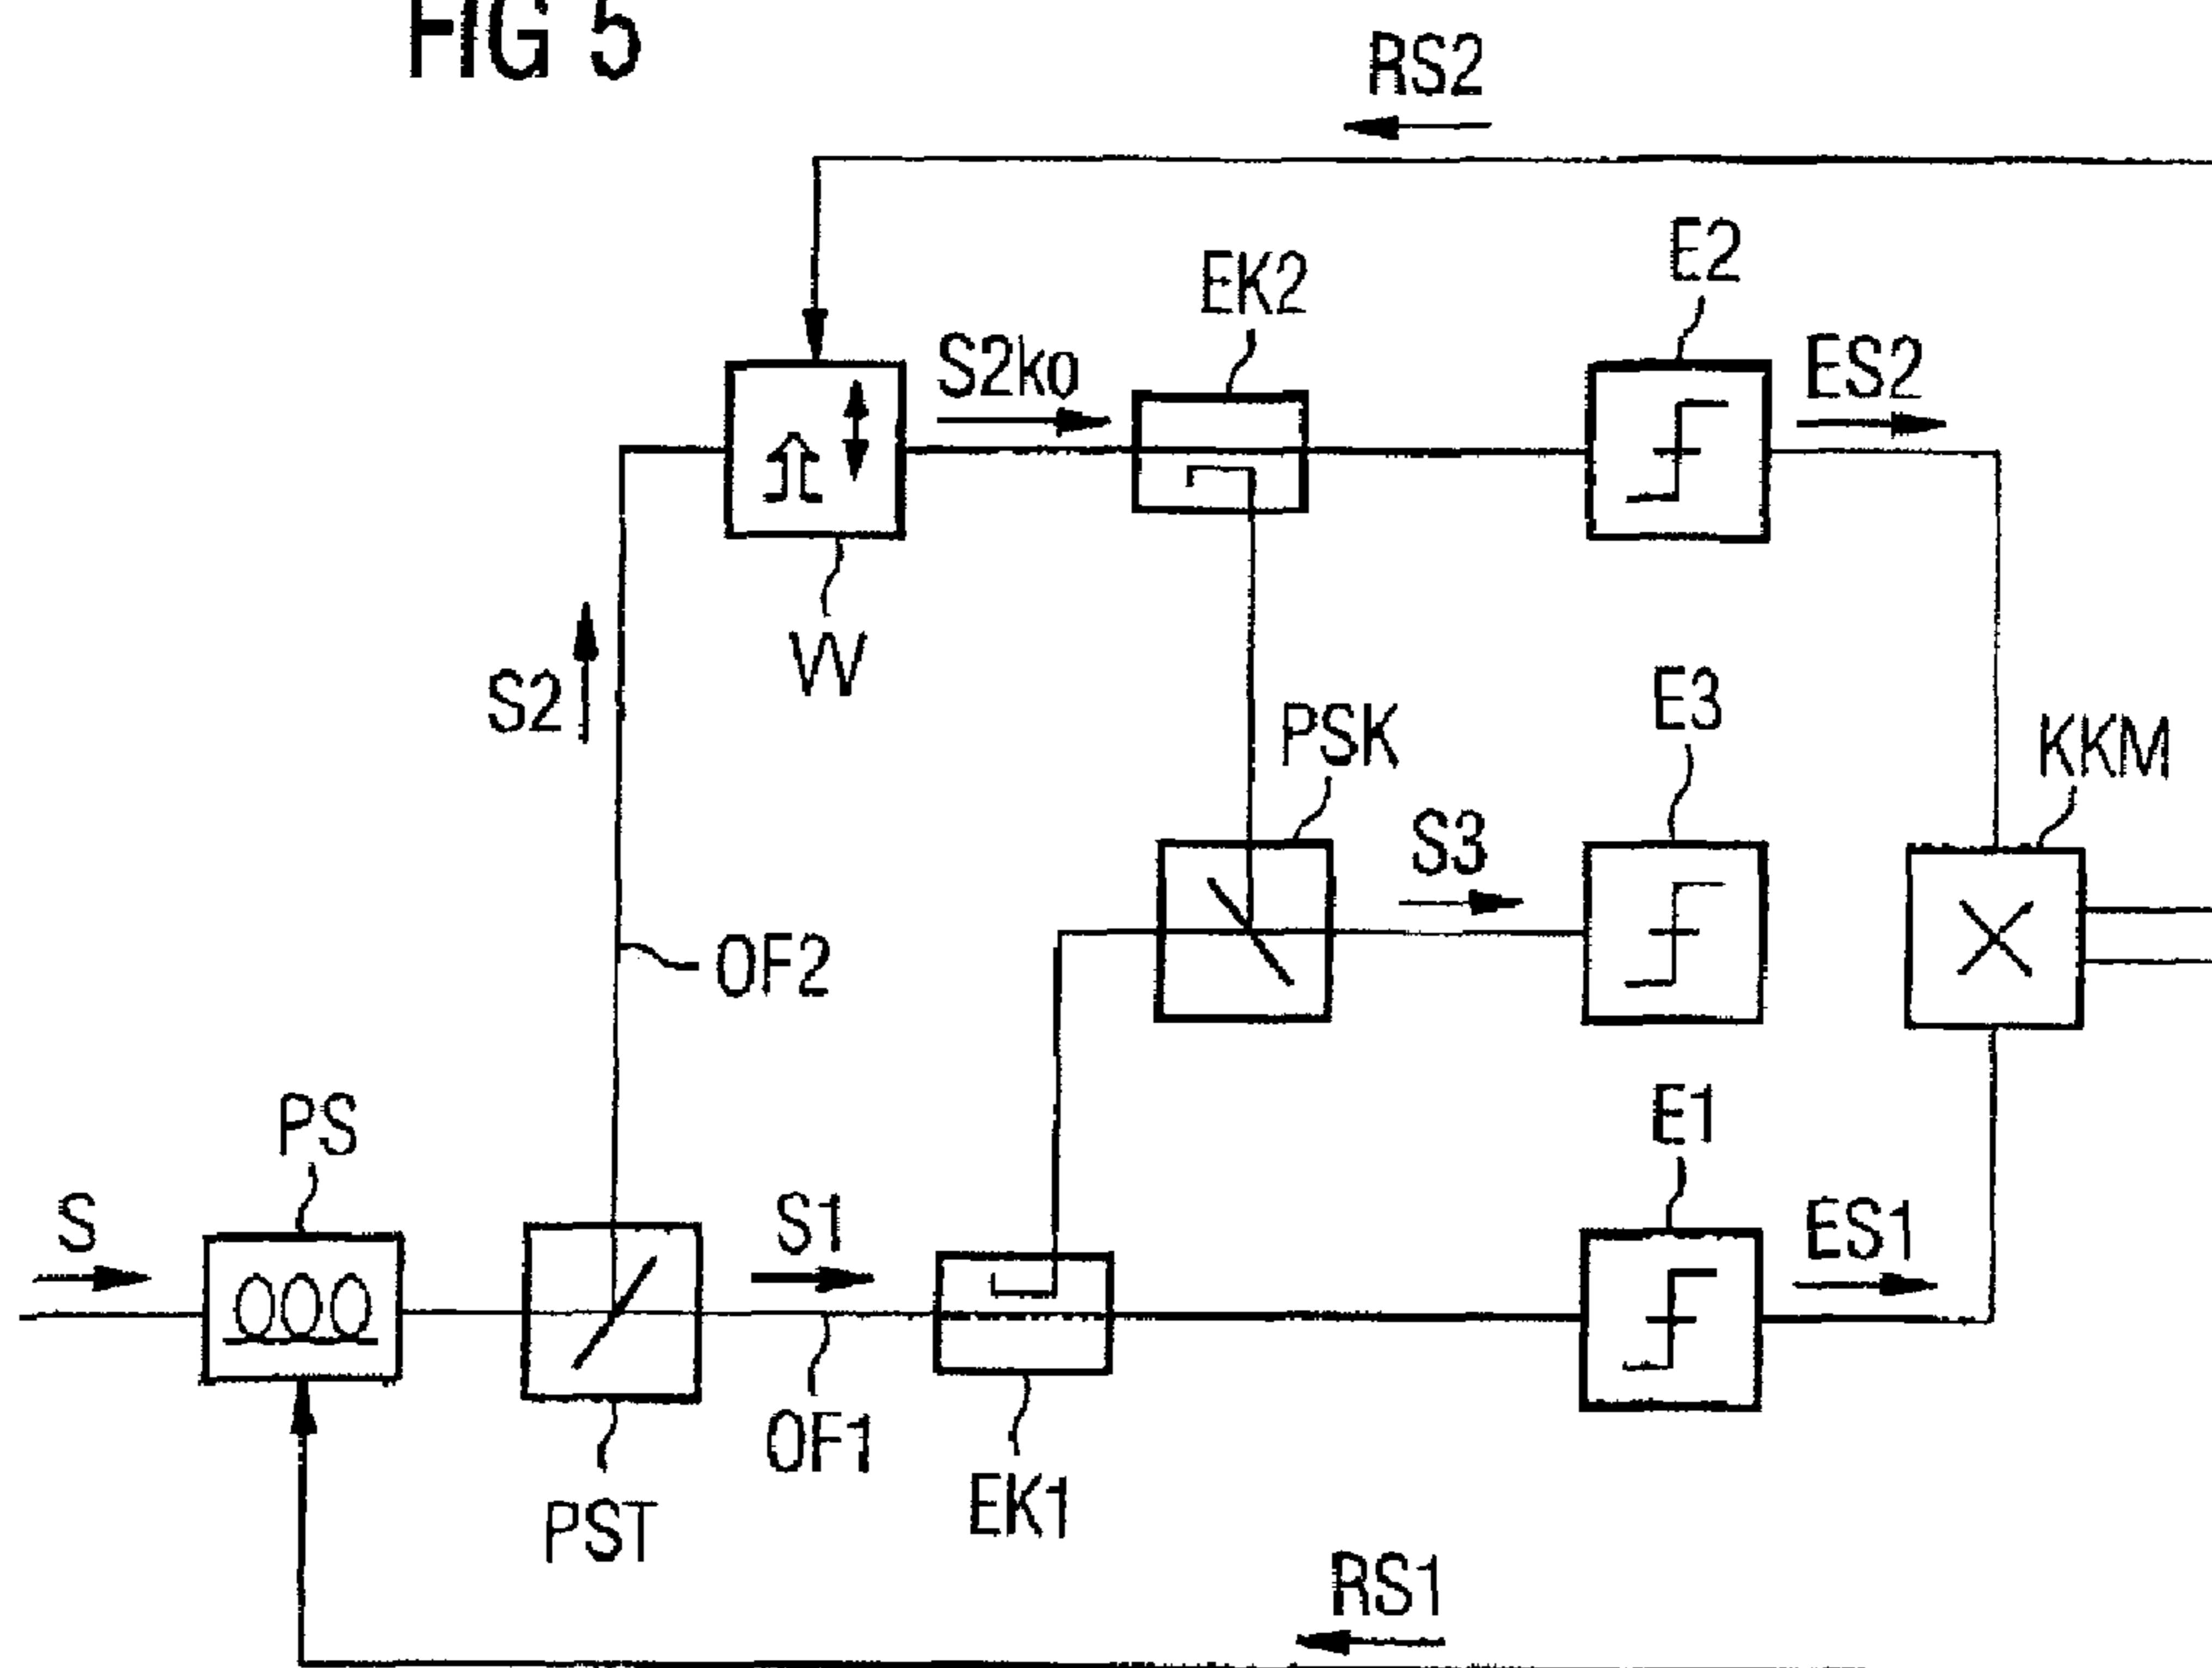 FIG 5
RS2
E2
EK2
S2ko
ES2
W
S2
E3
PSK
KKM
S3
OF2
PS
E1
S
S1
ES1
OF1
EK1
PST
RS1